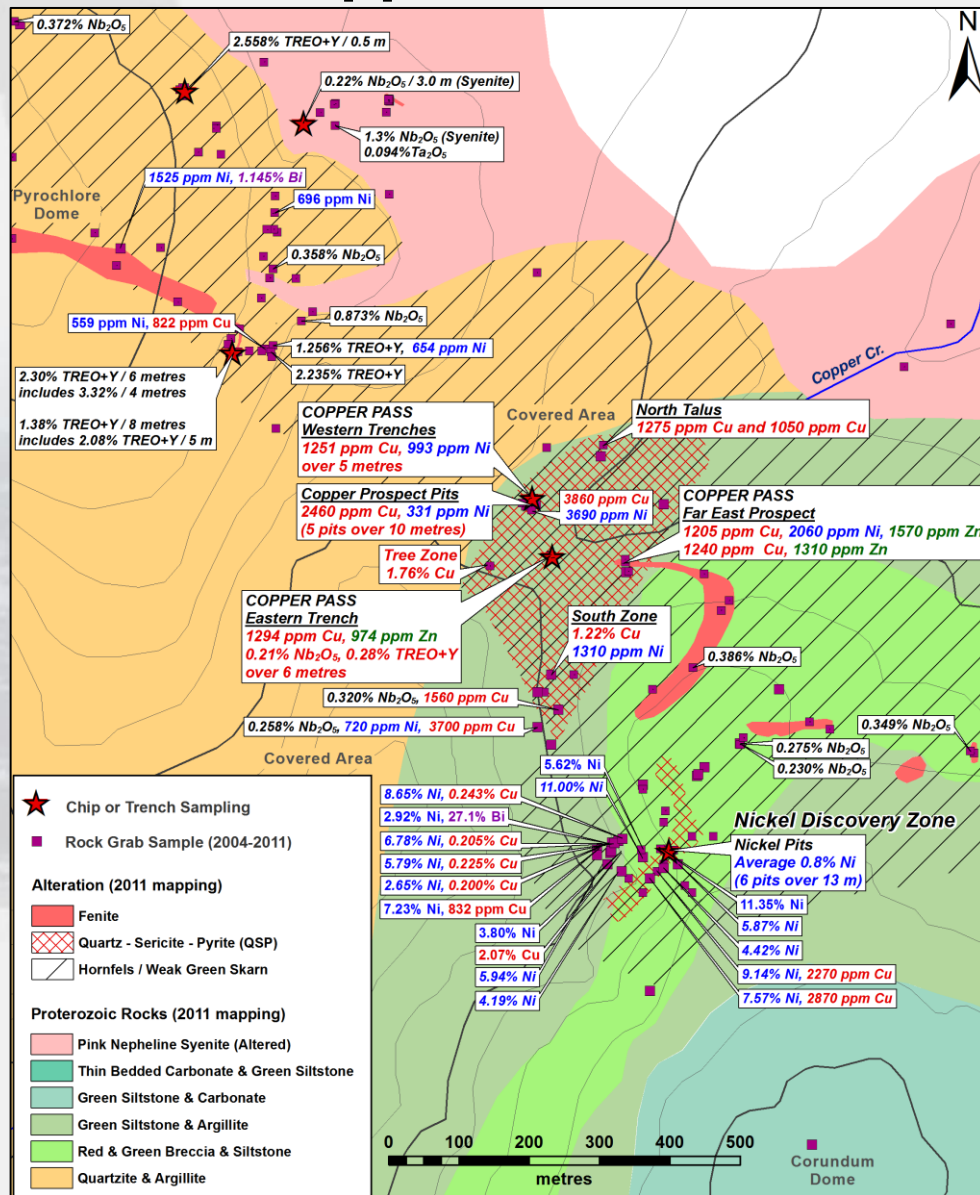 N
0.372% Nb₂O₅
2.558% TREO+Y / 0.5 m
0.22% Nb₂O₅ / 3.0 m (Syenite)
1.3% Nb₂O₅ (Syenite)
0.094%Ta₂O₅
1525 ppm Ni, 1.145% Bi
Pyrochlore
Dome
696 ppm Ni
0.358% Nb₂O₅
0.873% Nb₂O₅
559 ppm Ni, 822 ppm Cu
1.256% TREO+Y, 654 ppm Ni
2.235% TREO+Y
2.30% TREO+Y / 6 metres
includes 3.32% / 4 metres
1.38% TREO+Y / 8 metres
includes 2.08% TREO+Y / 5 m
Copper Cr.
Covered Area
COPPER PASS
Western Trenches
1251 ppm Cu, 993 ppm Ni
over 5 metres
North Talus
1275 ppm Cu and 1050 ppm Cu
Copper Prospect Pits
2460 ppm Cu, 331 ppm Ni
(5 pits over 10 metres)
3860 ppm Cu
3690 ppm Ni
COPPER PASS
Far East Prospect
1205 ppm Cu, 2060 ppm Ni, 1570 ppm Zn
1240 ppm Cu, 1310 ppm Zn
Tree Zone
1.76% Cu
COPPER PASS
Eastern Trench
1294 ppm Cu, 974 ppm Zn
0.21% Nb₂O₅, 0.28% TREO+Y
over 6 metres
South Zone
1.22% Cu
1310 ppm Ni
0.386% Nb₂O₅
0.320% Nb₂O₅, 1560 ppm Cu
0.258% Nb₂O₅, 720 ppm Ni, 3700 ppm Cu
0.349% Nb₂O₅
0.275% Nb₂O₅
0.230% Nb₂O₅
Covered Area
5.62% Ni
11.00% Ni
8.65% Ni, 0.243% Cu
2.92% Ni, 27.1% Bi
6.78% Ni, 0.205% Cu
5.79% Ni, 0.225% Cu
2.65% Ni, 0.200% Cu
7.23% Ni, 832 ppm Cu
3.80% Ni
2.07% Cu
5.94% Ni
4.19% Ni
Nickel Discovery Zone
Nickel Pits
Average 0.8% Ni
(6 pits over 13 m)
11.35% Ni
5.87% Ni
4.42% Ni
9.14% Ni, 2270 ppm Cu
7.57% Ni, 2870 ppm Cu
Chip or Trench Sampling
Rock Grab Sample (2004-2011)
Alteration (2011 mapping)
Fenite
Quartz - Sericite - Pyrite (QSP)
Hornfels / Weak Green Skarn
Proterozoic Rocks (2011 mapping)
Pink Nepheline Syenite (Altered)
Thin Bedded Carbonate & Green Siltstone
Green Siltstone & Carbonate
Green Siltstone & Argillite
Red & Green Breccia & Siltstone
Quartzite & Argillite
0 100 200 300 400 500
metres
Corundum
Dome